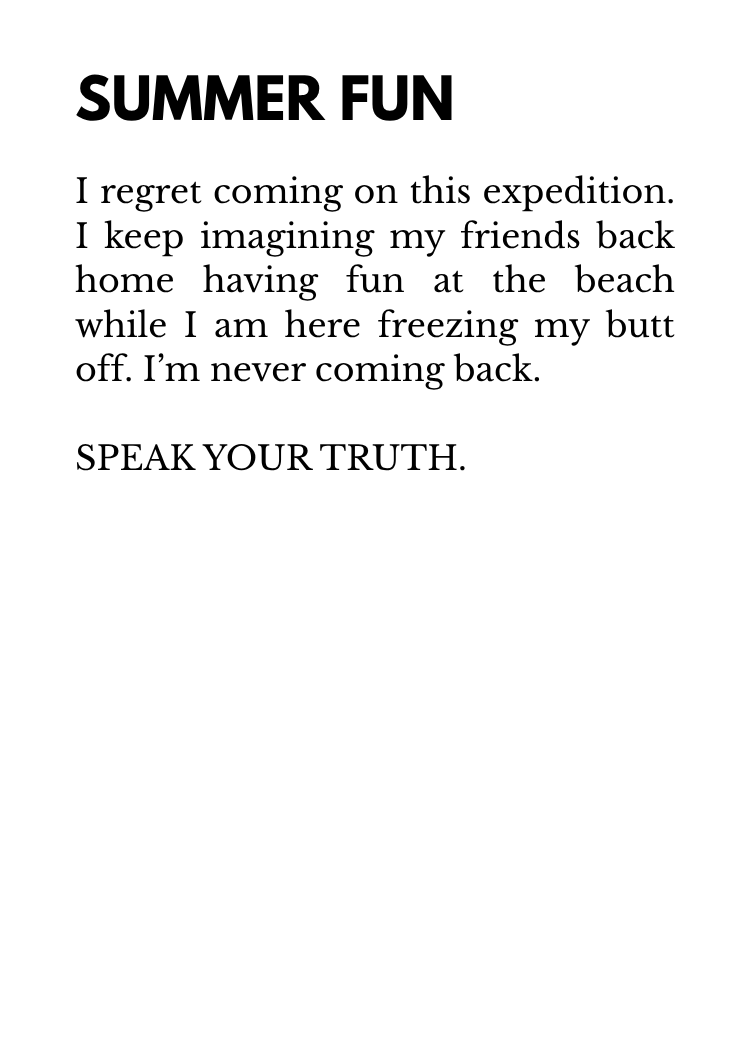 SUMMER FUN
I regret coming on this expedition.
I keep imagining my friends back
home having fun at the beach
while I am here freezing my butt
off. I’m never coming back.
SPEAK YOUR TRUTH.